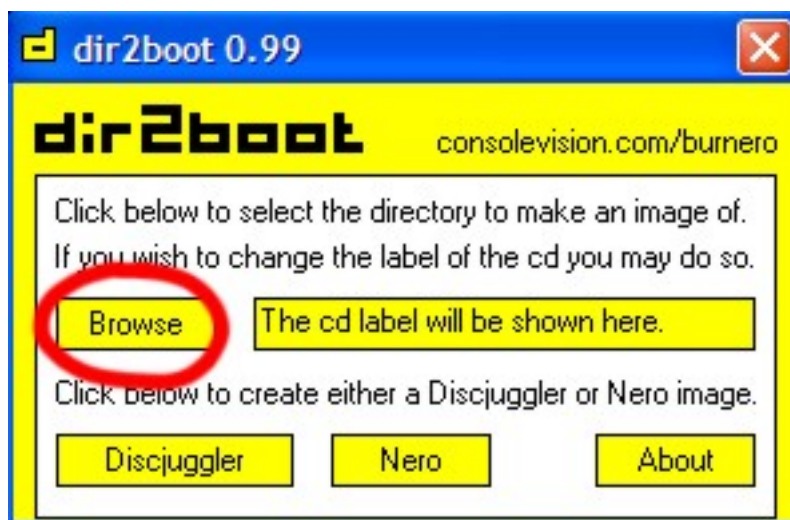 dir2boot 0.99
dir2boot consolevision.com/burnero
Click below to select the directory to make an image of.
If you wish to change the label of the cd you may do so.
Browse The cd label will be shown here.
Click below to create either a Discjuggler or Nero image.
Discjuggler Nero About